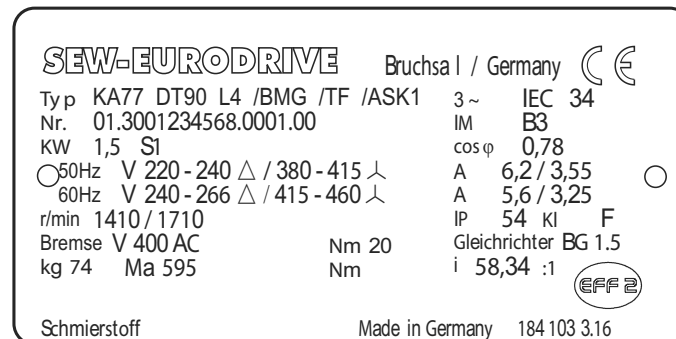 SEW-EURODRIVE Bruchsal / Germany CE
Typ KA77 DT90 L4 /BMG /TF /ASK1 3~ IEC 34
Nr. 01.3001234568.0001.00 IM B3
KW 1,5 S1 cos φ 0,78
50Hz V 220-240 △ / 380-415 ⅄ A 6,2 / 3,55
60Hz V 240-266 △ / 415-460 ⅄ A 5,6 / 3,25
r/min 1410 / 1710 IP 54 Kl F
Bremse V 400 AC Nm 20 Gleichrichter BG 1.5
kg 74 Ma 595 Nm i 58,34 :1
EFF 2
Schmierstoff Made in Germany 184 103 3.16